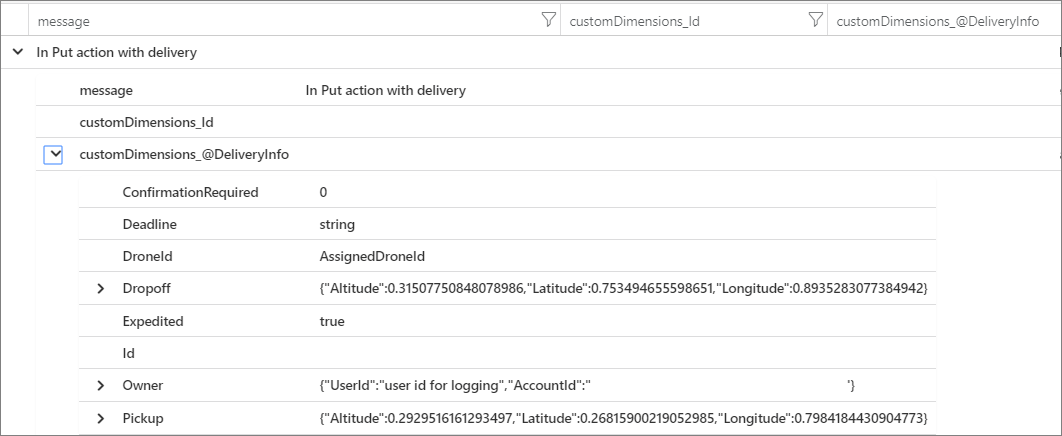 message customDimensions_Id customDimensions_@DeliveryInfo
In Put action with delivery
message In Put action with delivery
customDimensions_Id
customDimensions_@DeliveryInfo
ConfirmationRequired 0
Deadline string
DroneId AssignedDroneId
Dropoff {"Altitude":0.31507750848078986,"Latitude":0.753494655598651,"Longitude":0.8935283077384942}
Expedited true
Id
Owner {"UserId":"user id for logging","AccountId":" "}
Pickup {"Altitude":0.2929516161293497,"Latitude":0.26815900219052985,"Longitude":0.7984184430904773}